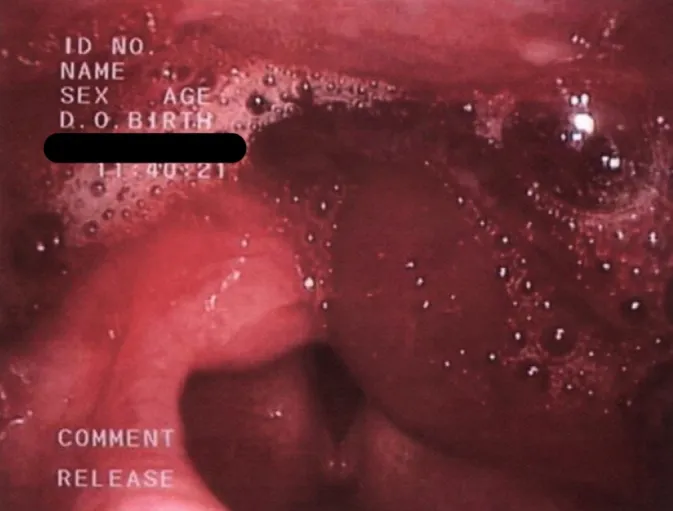 ID NO.
NAME
SEX AGE
D.O.BIRTH
11:40:21
COMMENT
RELEASE